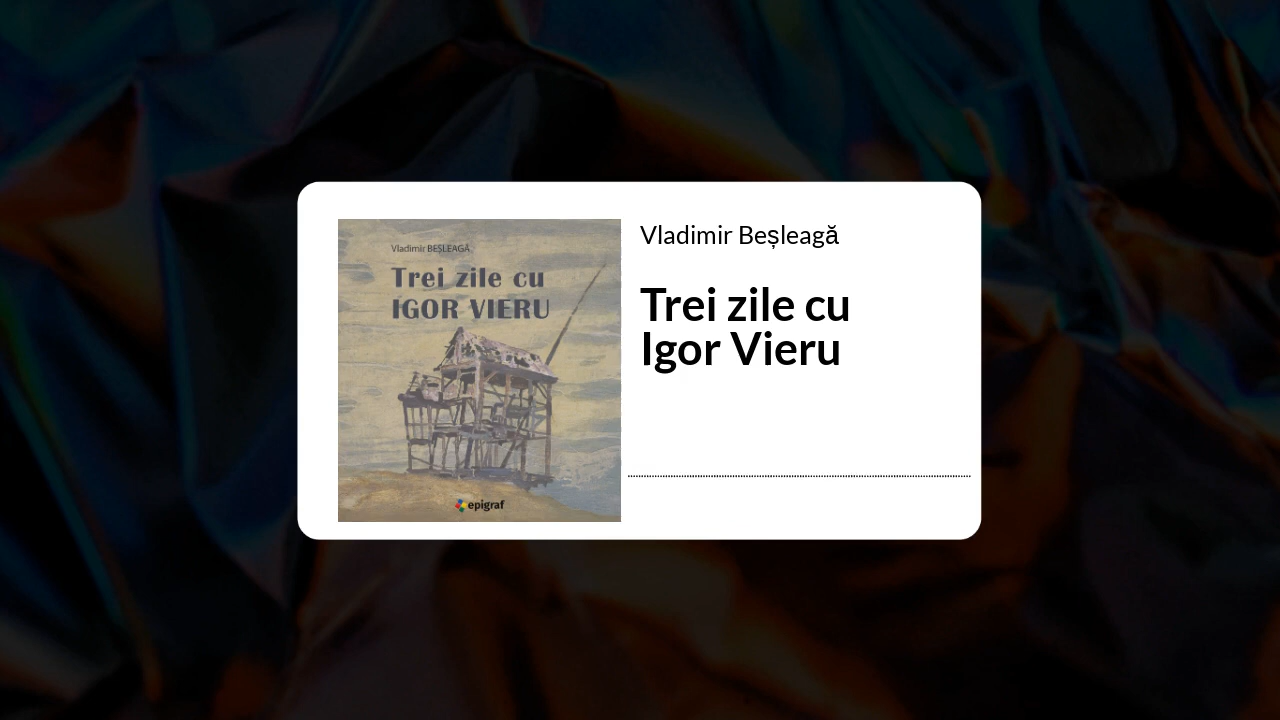 Vladimir BEȘLEAGĂ
Trei zile cu
IGOR VIERU
epigraf
Vladimir Beșleagă
Trei zile cu
Igor Vieru